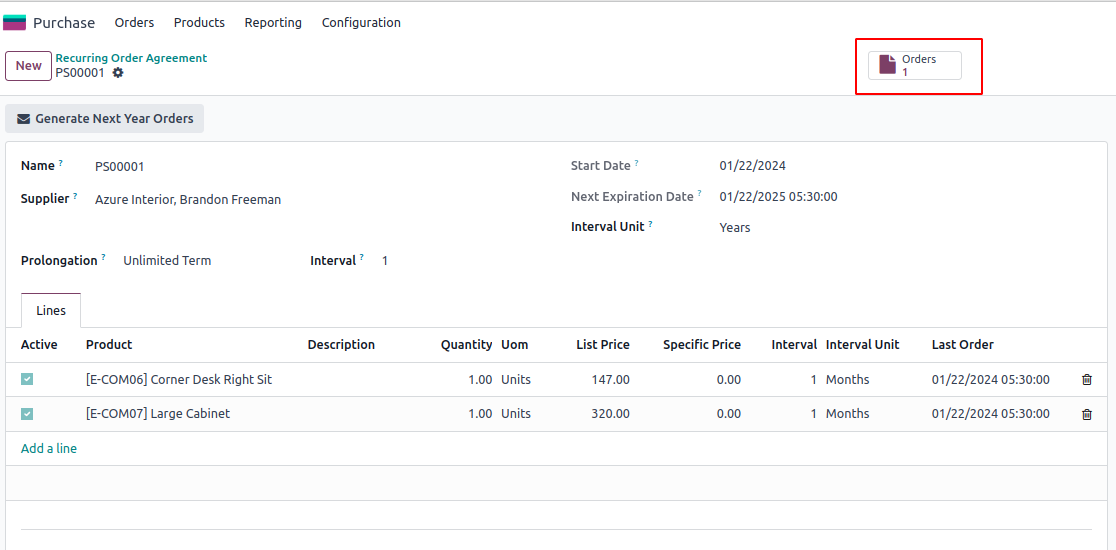 Purchase Orders Products Reporting Configuration
New Recurring Order Agreement
PS00001
Orders
1
Generate Next Year Orders
Name ? PS00001 Start Date ? 01/22/2024
Supplier ? Azure Interior, Brandon Freeman Next Expiration Date ? 01/22/2025 05:30:00
Interval Unit ? Years
Prolongation ? Unlimited Term Interval ? 1
Lines
Active Product Description Quantity Uom List Price Specific Price Interval Interval Unit Last Order
[E-COM06] Corner Desk Right Sit 1.00 Units 147.00 0.00 1 Months 01/22/2024 05:30:00
[E-COM07] Large Cabinet 1.00 Units 320.00 0.00 1 Months 01/22/2024 05:30:00
Add a line